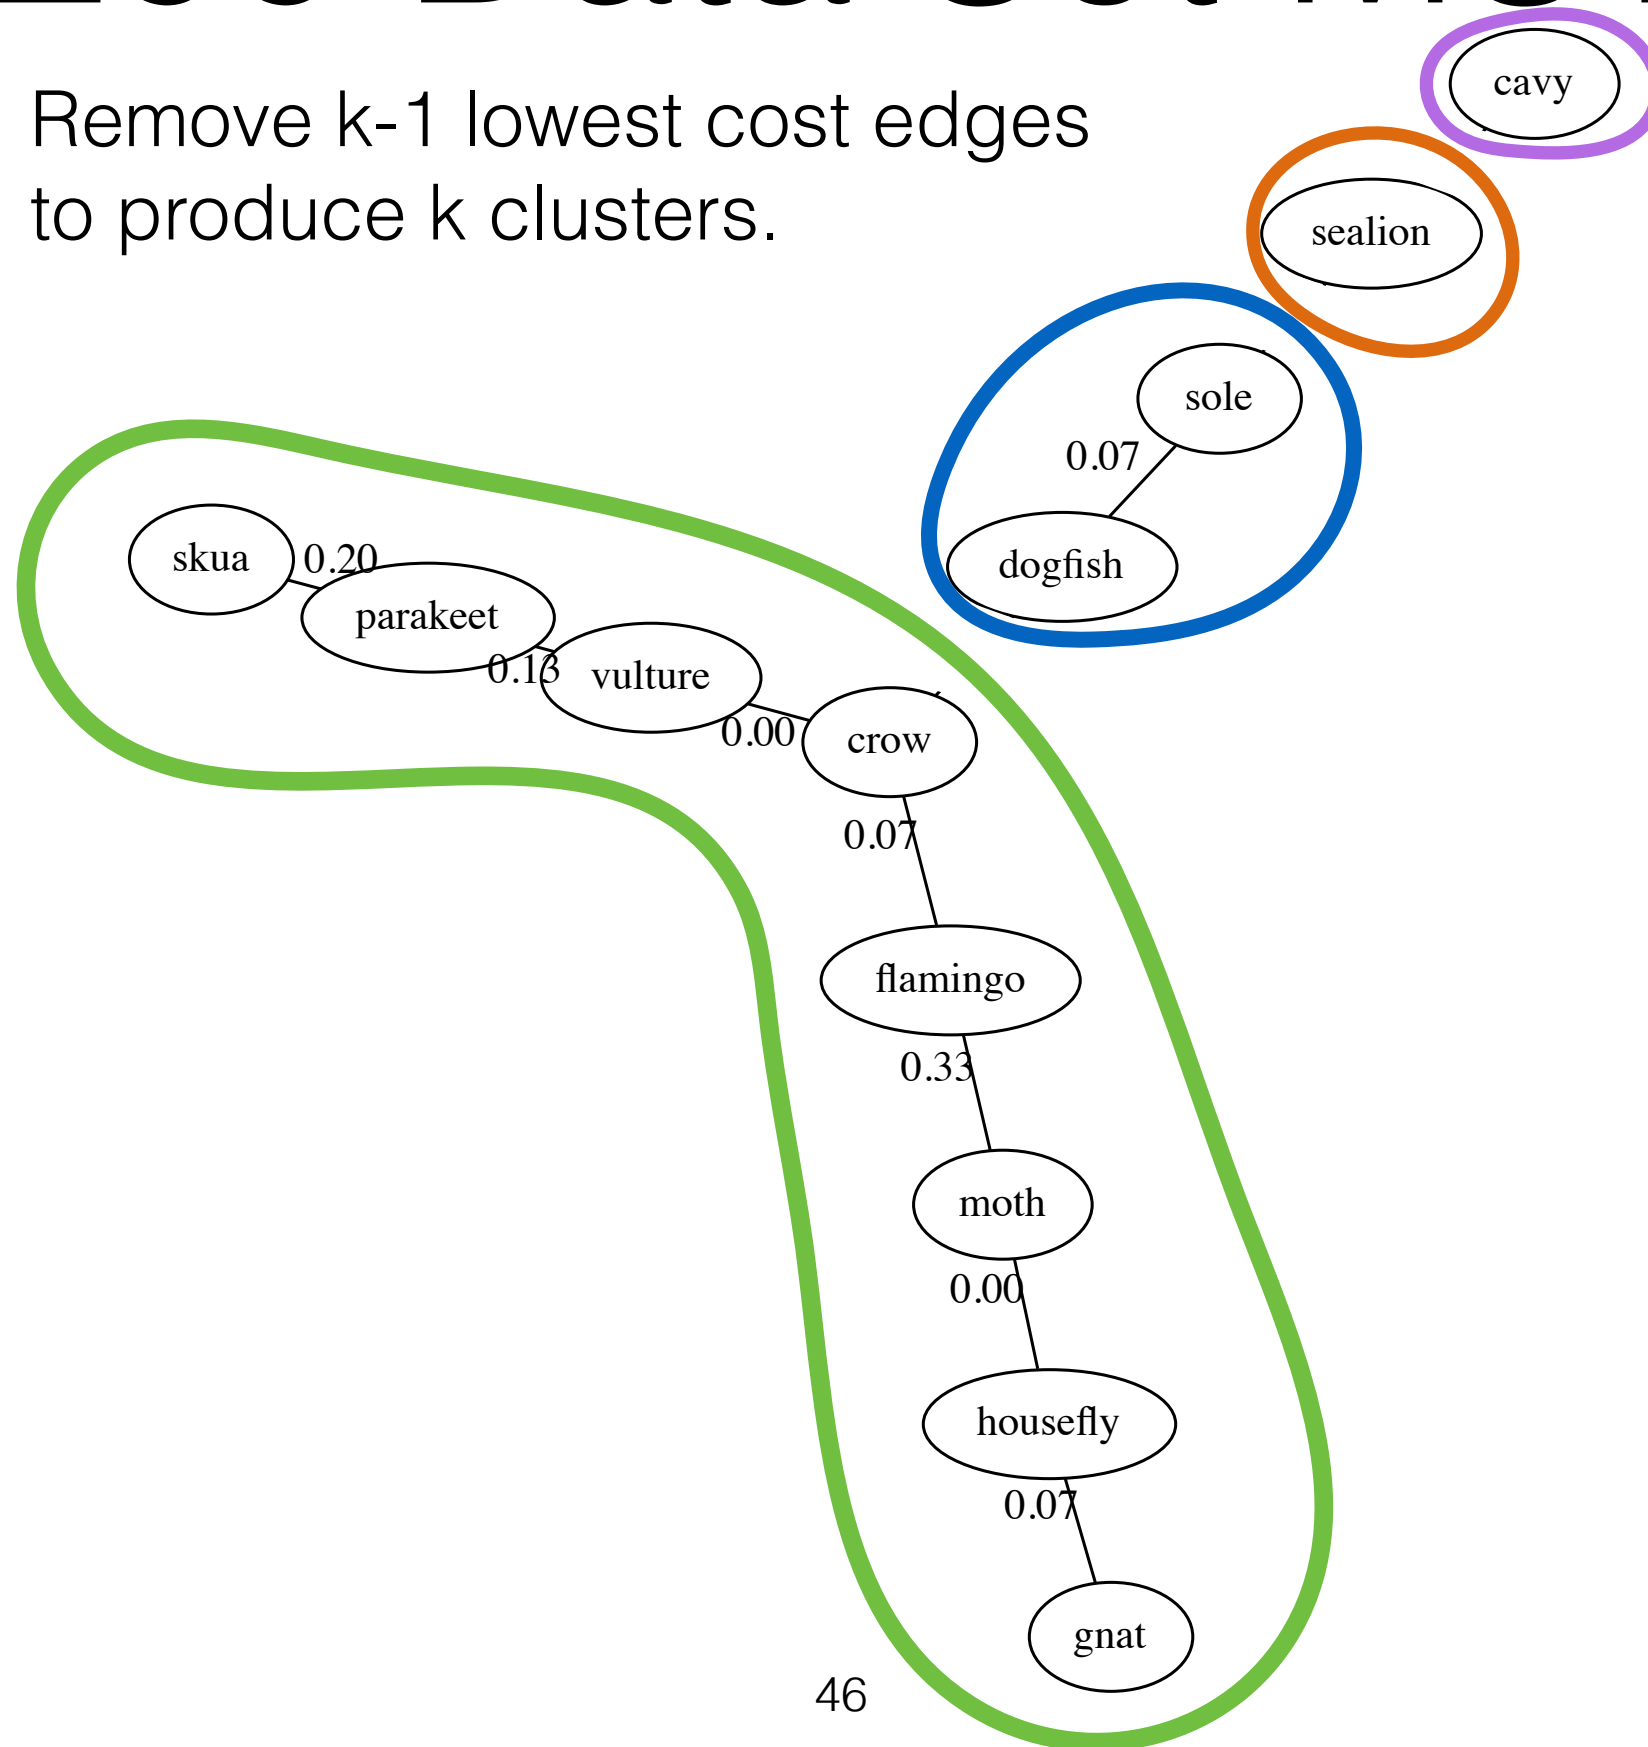 Remove k-1 lowest cost edges
to produce k clusters.
cavy
sealion
sole
0.07
dogfish
skua
0.20
parakeet
0.13
vulture
0.00
crow
0.07
flamingo
0.33
moth
0.00
housefly
0.07
gnat
46